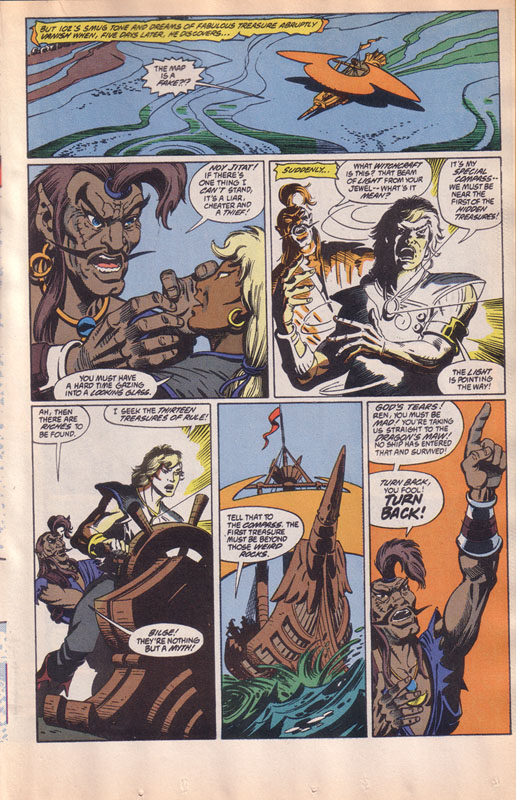 BUT IOZ'S SMUG TONE AND DREAMS OF FABULOUS TREASURE ABRUPTLY
VANISH WHEN, FIVE DAYS LATER, HE DISCOVERS...
THE MAP
IS A
FAKE??
NOY JITAT!
IF THERE'S
ONE THING I
CAN'T STAND,
IT'S A LIAR,
CHEATER AND
A THIEF!
YOU MUST HAVE
A HARD TIME GAZING
INTO A LOOKING GLASS.
SUDDENLY...
WHAT WITCHCRAFT
IS THIS? THAT BEAM
OF LIGHT FROM YOUR
JEWEL--WHAT'S IT
MEAN?
IT'S MY
SPECIAL
COMPASS--
WE MUST BE
NEAR THE
FIRST OF THE
HIDDEN
TREASURES!
THE LIGHT
IS POINTING
THE WAY!
AH, THEN
THERE ARE
RICHES TO
BE FOUND.
I SEEK THE THIRTEEN
TREASURES OF RULE!
BILGE!
THEY'RE NOTHING
BUT A MYTH!
TELL THAT TO
THE COMPASS. THE
FIRST TREASURE
MUST BE BEYOND
THOSE WEIRD
ROCKS.
GOD'S TEARS!
REN, YOU MUST BE
MAD! YOU'RE TAKING
US STRAIGHT TO THE
DRAGON'S MAW!
NO SHIP HAS ENTERED
THAT AND SURVIVED!
TURN BACK,
YOU FOOL!
TURN
BACK!